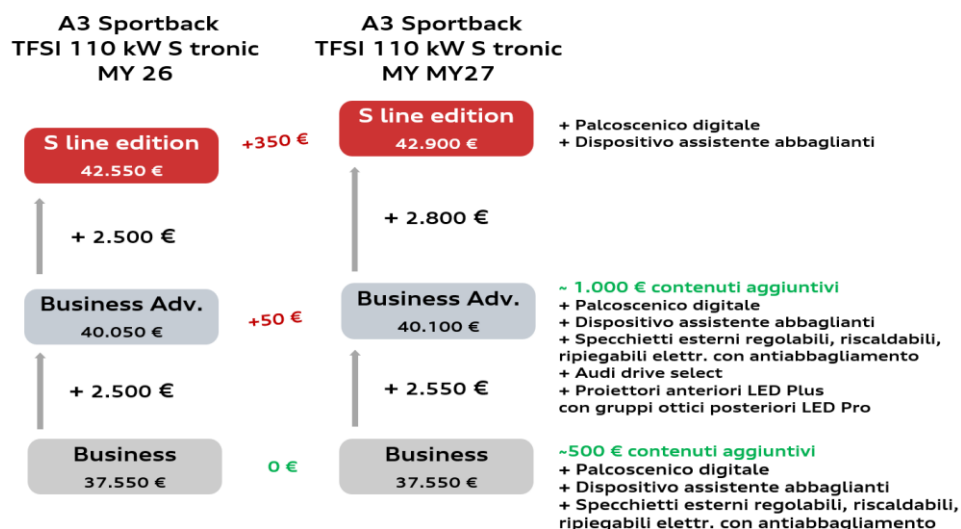 A3 Sportback
TFSI 110 kW S tronic
MY 26
A3 Sportback
TFSI 110 kW S tronic
MY MY27
S line edition
42.550 €
+350 €
S line edition
42.900 €
+ Palcoscenico digitale
+ Dispositivo assistente abbaglianti
+ 2.500 €
+ 2.800 €
Business Adv.
40.050 €
+50 €
Business Adv.
40.100 €
~ 1.000 € contenuti aggiuntivi
+ Palcoscenico digitale
+ Dispositivo assistente abbaglianti
+ Specchietti esterni regolabili, riscaldabili,
ripiegabili elettr. con antiabbagliamento
+ Audi drive select
+ Proiettori anteriori LED Plus
con gruppi ottici posteriori LED Pro
+ 2.500 €
+ 2.550 €
Business
37.550 €
0 €
Business
37.550 €
~500 € contenuti aggiuntivi
+ Palcoscenico digitale
+ Dispositivo assistente abbaglianti
+ Specchietti esterni regolabili, riscaldabili,
ripiegabili elettr. con antiabbagliamento